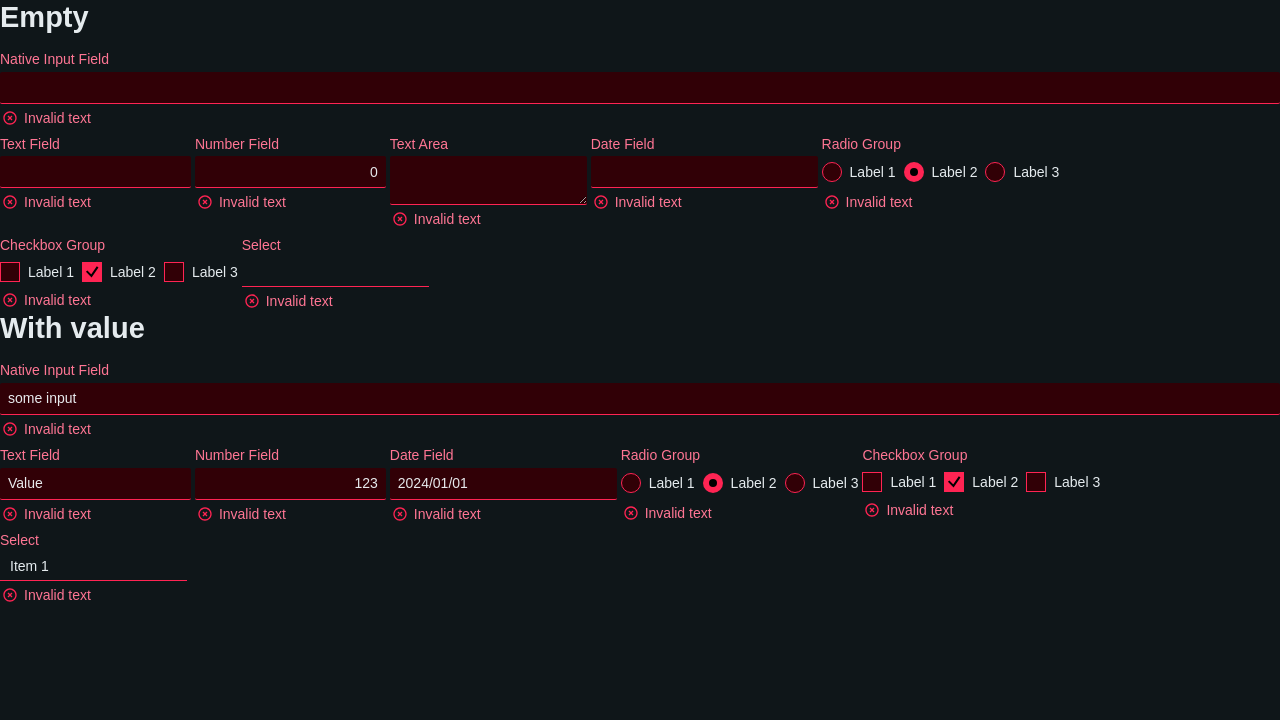 Empty
Native Input Field
Invalid text
Text Field Number Field Text Area Date Field Radio Group
0 Label 1 Label 2 Label 3
Invalid text Invalid text Invalid text Invalid text
Invalid text
Checkbox Group Select
Label 1 Label 2 Label 3
Invalid text Invalid text
With value
Native Input Field
some input
Invalid text
Text Field Number Field Date Field Radio Group Checkbox Group
Value 123 2024/01/01 Label 1 Label 2 Label 3 Label 1 Label 2 Label 3
Invalid text Invalid text Invalid text Invalid text Invalid text
Select
Item 1
Invalid text